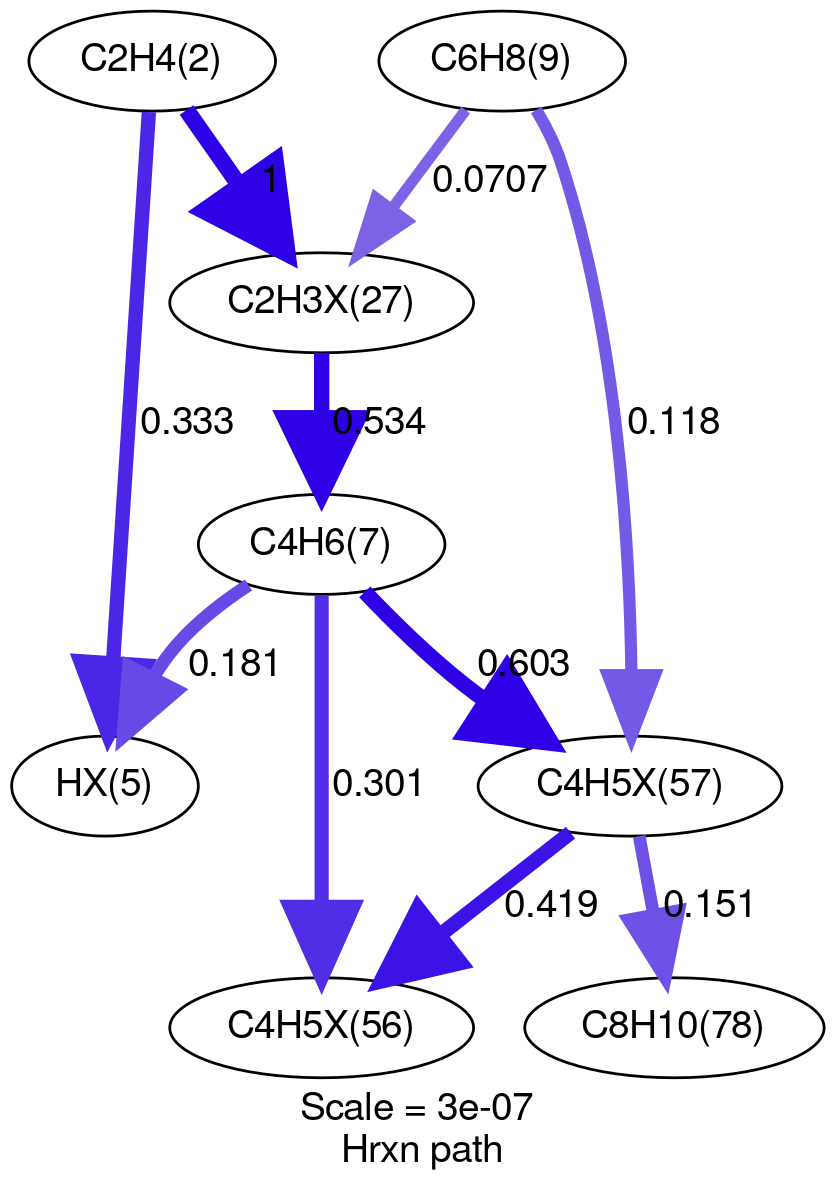 C2H4(2)
C6H8(9)
1
0.0707
C2H3X(27)
0.333
0.534
0.118
C4H6(7)
0.181
0.603
HX(5)
0.301
C4H5X(57)
0.419
0.151
C4H5X(56)
C8H10(78)
Scale = 3e-07
Hrxn path